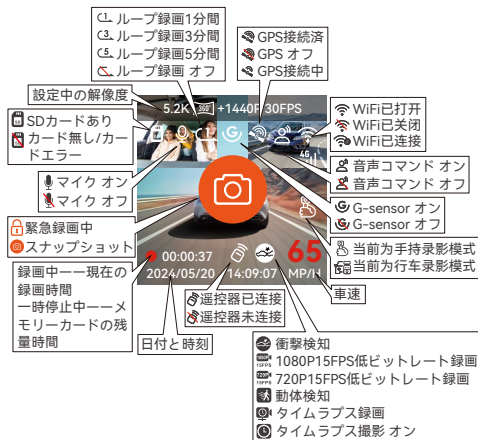 ループ録画1分間
ループ録画3分間
ループ録画5分間
ループ録画 オフ
GPS接続済
GPS オフ
GPS接続中
設定中の解像度
5.2K 360° +1440P 30FPS
SDカードあり
カード無し/カー
ドエラー
WiFi已打开
WiFi已关闭
WiFi已连接
4G
マイク オン
マイク オフ
音声コマンド オン
音声コマンド オフ
G-sensor オン
G-sensor オフ
緊急録画中
スナップショット
当前为手持录影模式
当前为行车录影模式
録画中ーー現在の
録画時間
一時停止中ーーメ
モリーカードの残
量時間
00:00:37
65
2024/05/20 14:09:07 MP/H
遥控器已连接
遥控器未连接
車速
日付と時刻
衝撃検知
1080P 15FPS 1080P15FPS低ビットレート録画
720P 15FPS 720P15FPS低ビットレート録画
動体検知
タイムラプス録画
タイムラプス撮影 オン